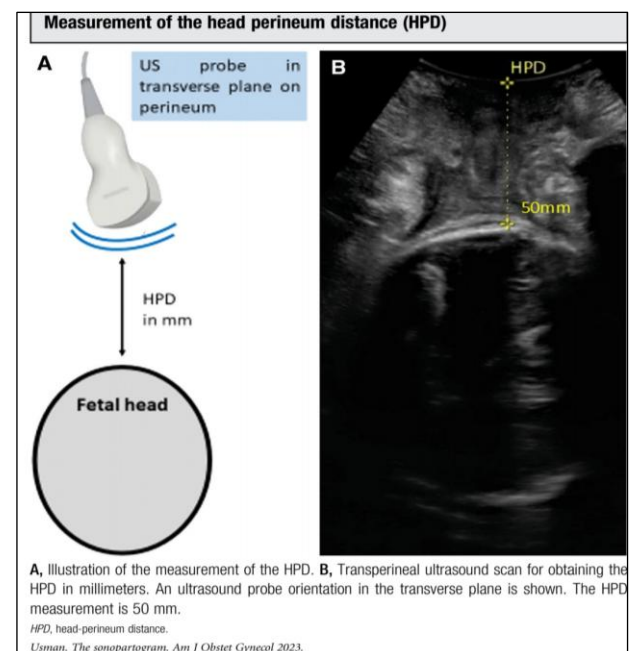 Measurement of the head perineum distance (HPD)
A
US probe in
transverse plane on
perineum
HPD
in mm
Fetal head
B
HPD
50mm
A, Illustration of the measurement of the HPD. B, Transperineal ultrasound scan for obtaining the
HPD in millimeters. An ultrasound probe orientation in the transverse plane is shown. The HPD
measurement is 50 mm.
HPD, head-perineum distance.
Usman. The sonopartogram. Am J Obstet Gynecol 2023.